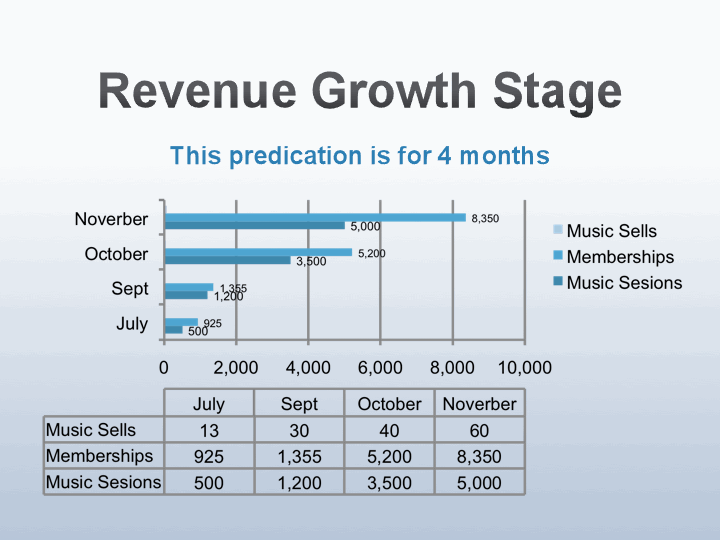 Revenue Growth Stage
This predication is for 4 months
Noverber 8,350
5,000
October 5,200
3,500
Sept 1,355
1,200
July 925
500
0 2,000 4,000 6,000 8,000 10,000
Music Sells
Memberships
Music Sesions
July Sept October Noverber
Music Sells 13 30 40 60
Memberships 925 1,355 5,200 8,350
Music Sesions 500 1,200 3,500 5,000